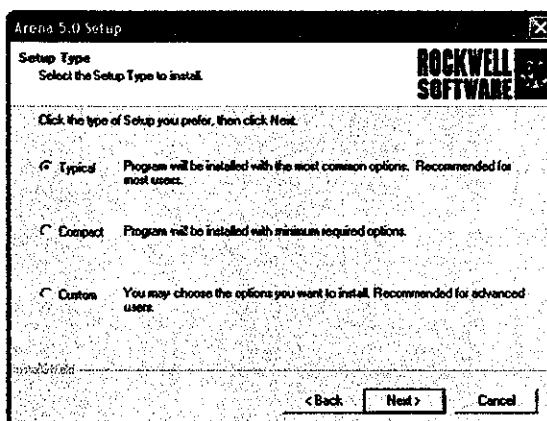 Arena 5.0 Setup
Setup Type
Select the Setup Type to install.
ROCKWELL
SOFTWARE
Click the type of Setup you prefer, then click Next.
Typical Program will be installed with the most common options. Recommended for
most users.
Compact Program will be installed with minimum required options.
Custom You may choose the options you want to install. Recommended for advanced
users.
InstallShield
< Back Next > Cancel